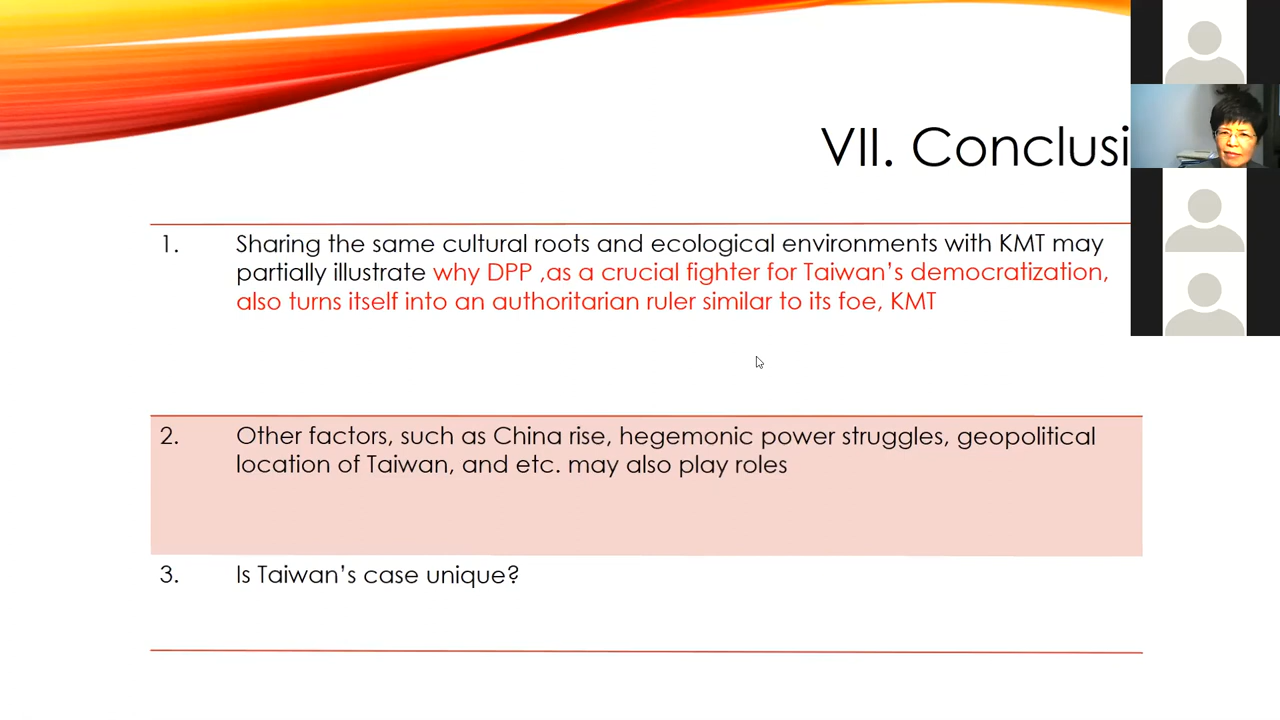 VII. Conclusi
1. Sharing the same cultural roots and ecological environments with KMT may
partially illustrate why DPP ,as a crucial fighter for Taiwan's democratization,
also turns itself into an authoritarian ruler similar to its foe, KMT
2. Other factors, such as China rise, hegemonic power struggles, geopolitical
location of Taiwan, and etc. may also play roles
3. Is Taiwan's case unique?